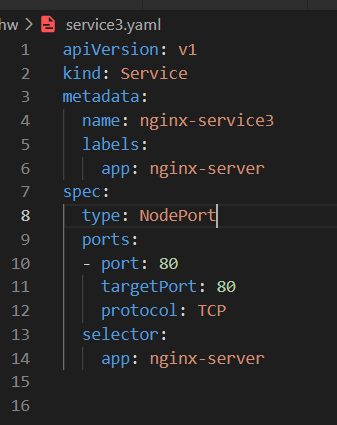 hw > service3.yaml
1 apiVersion: v1
2 kind: Service
3 metadata:
4   name: nginx-service3
5   labels:
6     app: nginx-server
7 spec:
8   type: NodePort
9   ports:
10   - port: 80
11     targetPort: 80
12     protocol: TCP
13   selector:
14     app: nginx-server
15
16